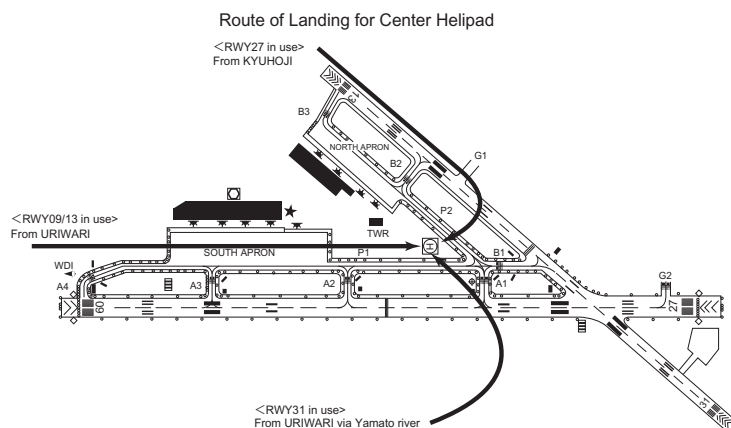 Route of Landing for Center Helipad
<RWY27 in use>
From KYUHOJI
13
B3
NORTH APRON
B2
G1
P2
<RWY09/13 in use>
From URIWARI
TWR
H
SOUTH APRON
P1
B1
WDI
A4
A3
A2
A1
G2
09
27
31
<RWY31 in use>
From URIWARI via Yamato river